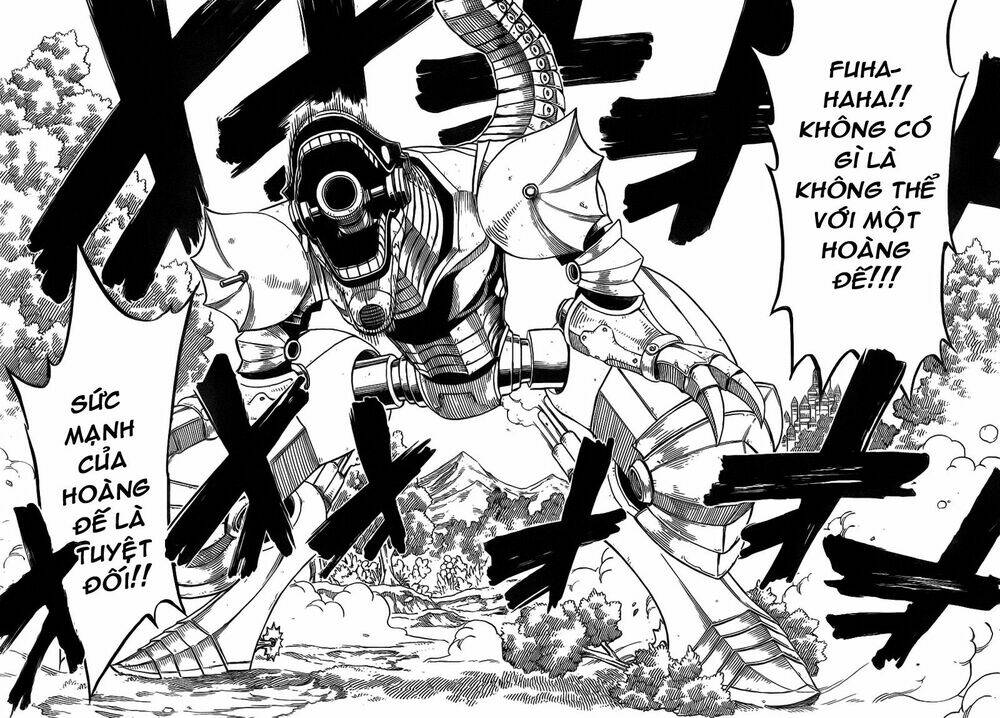 FUHA-
HAHA!!
KHÔNG CÓ
GÌ LÀ
KHÔNG THỂ
VỚI MỘT
HOÀNG
ĐẾ!!!
SỨC
MẠNH
CỦA
HOÀNG
ĐẾ LÀ
TUYỆT
ĐỐI!!